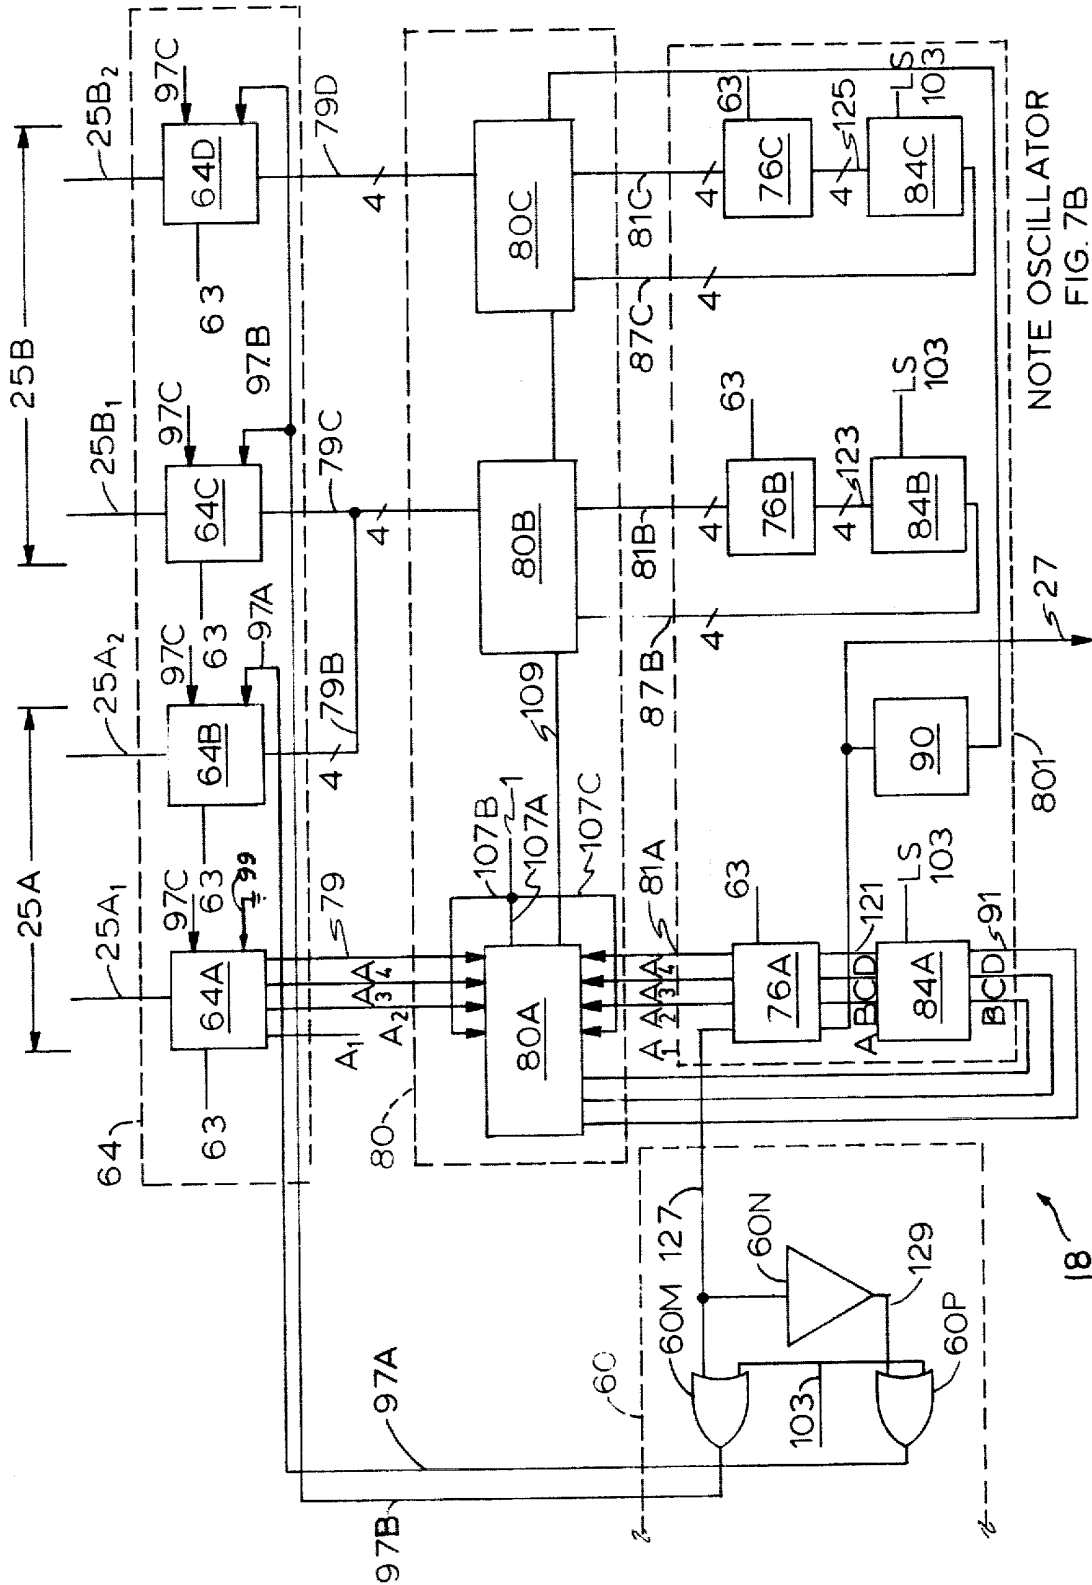 25A
25B
25A1
25A2
25B1
25B2
97C
97C
97C
97C
64A
64B
64C
64D
63
63
63
63
99
97A
97B
64
79
79B
79C
79D
4
4
4
A1
A2
A3
A4
80
107B
1
107A
107C
109
80A
80B
80C
A1
A2
A3
A4
81A
87B
81B
87C
81C
4
4
4
4
63
63
63
76A
76B
76C
121
4
123
4
125
A
B
C
D
LS
103
LS
103
LS
103
84A
84B
84C
90
B
C
D
91
801
27
60
127
60M
60N
129
60P
103
97A
97B
18
NOTE OSCILLATOR
FIG. 7B